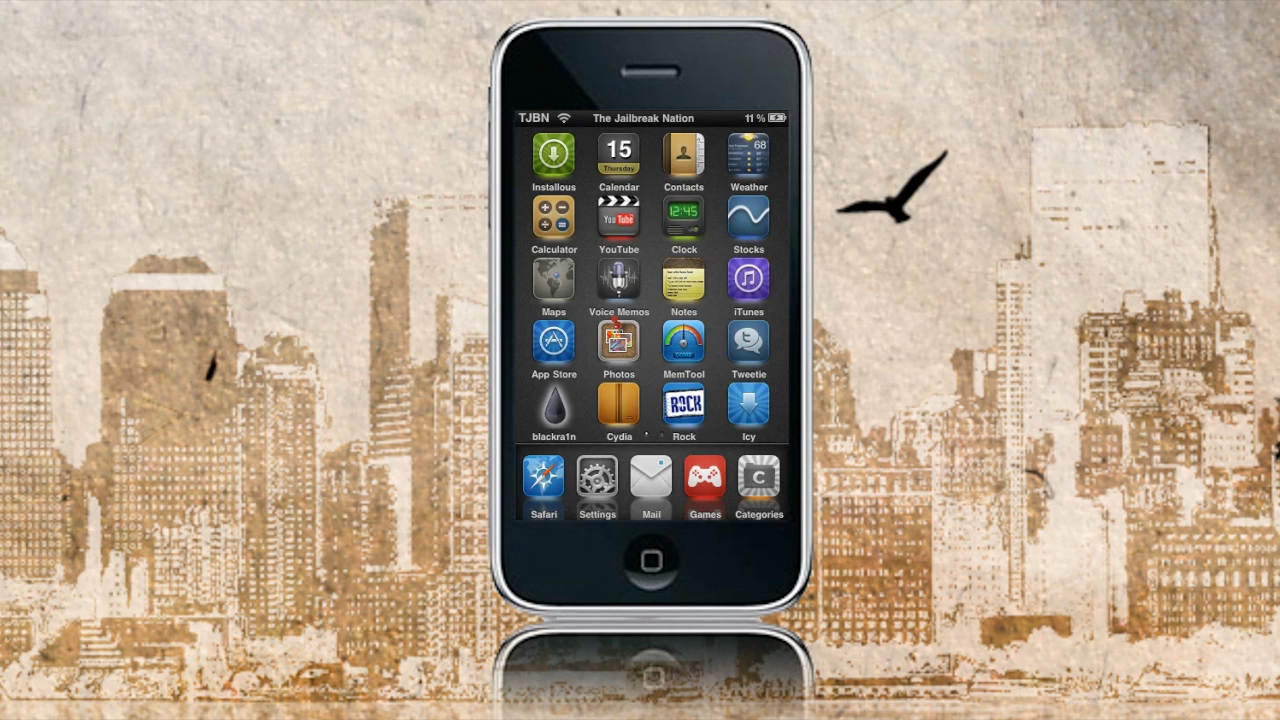 TJBN The Jailbreak Nation 11 %
15 68
Thursday
Installous Calendar Contacts Weather
You Tube 12:45
Calculator YouTube Clock Stocks
Maps Voice Memos Notes iTunes
App Store Photos MemTool Tweetie
ROCK
blackra1n Cydia Rock Icy
C
Safari Settings Mail Games Categories